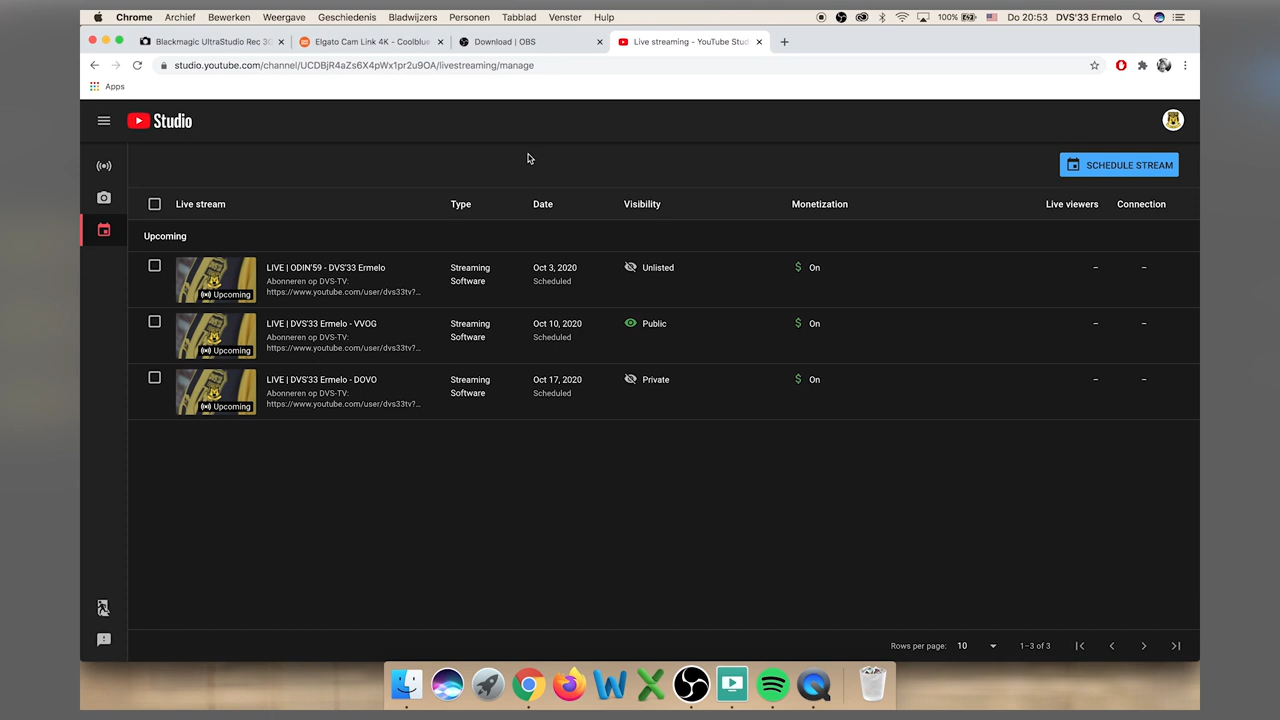 Chrome Archief Bewerken Weergave Geschiedenis Bladwijzers Personen Tabblad Venster Help 100% Do 20:53 DVS'33 Ermelo
Blackmagic UltraStudio Rec 3G Elgato Cam Link 4K - Coolblue Download | OBS Live streaming - YouTube Stud
studio.youtube.com/channel/UCDBjR4aZs6X4pWx1pr2u9OA/livestreaming/manage
Apps
Studio
SCHEDULE STREAM
Live stream Type Date Visibility Monetization Live viewers Connection
Upcoming
LIVE | ODIN'59 - DVS'33 Ermelo Streaming Oct 3, 2020 Unlisted $ On – –
Abonneren op DVS-TV: Software Scheduled
https://www.youtube.com/user/dvs33tv?...
Upcoming
LIVE | DVS'33 Ermelo - VVOG Streaming Oct 10, 2020 Public $ On – –
Abonneren op DVS-TV: Software Scheduled
https://www.youtube.com/user/dvs33tv?...
Upcoming
LIVE | DVS'33 Ermelo - DOVO Streaming Oct 17, 2020 Private $ On – –
Abonneren op DVS-TV: Software Scheduled
https://www.youtube.com/user/dvs33tv?...
Upcoming
Rows per page: 10 1–3 of 3